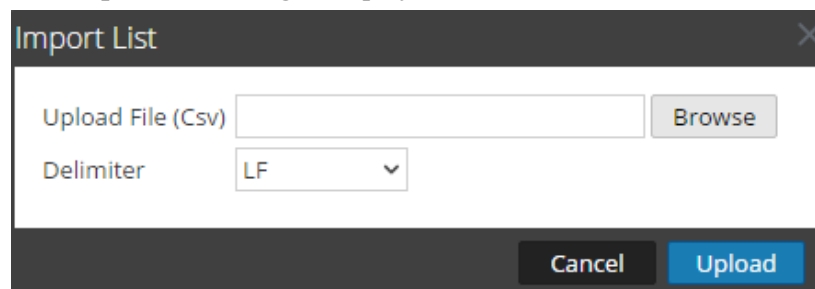 Import List
Upload File (Csv) Browse
Delimiter LF
Cancel Upload